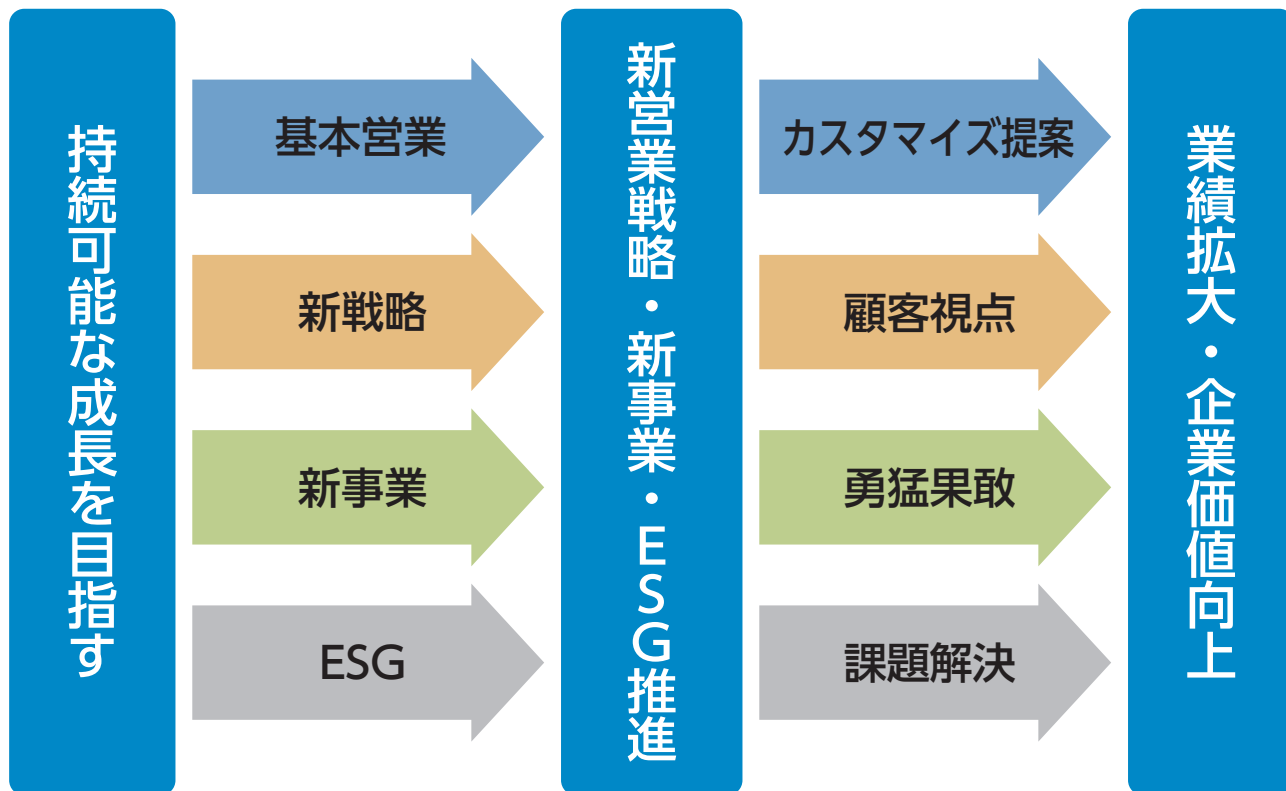 持続可能な成長を目指す
基本営業
新戦略
新事業
ESG
新営業戦略・新事業・ESG推進
カスタマイズ提案
顧客視点
勇猛果敢
課題解決
業績拡大・企業価値向上